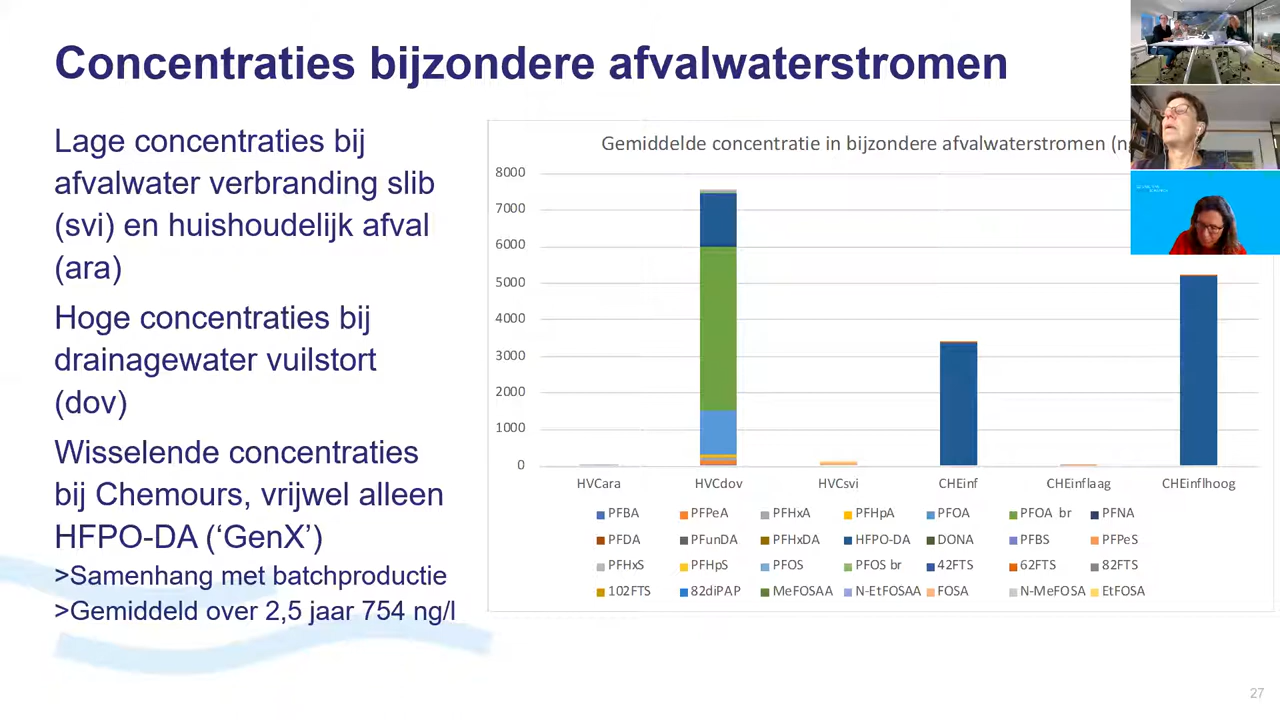 Concentraties bijzondere afvalwaterstromen
Lage concentraties bij
afvalwater verbranding slib
(svi) en huishoudelijk afval
(ara)
Hoge concentraties bij
drainagewater vuilstort
(dov)
Wisselende concentraties
bij Chemours, vrijwel alleen
HFPO-DA (‘GenX’)
>Samenhang met batchproductie
>Gemiddeld over 2,5 jaar 754 ng/l
Gemiddelde concentratie in bijzondere afvalwaterstromen (n
8000
7000
6000
5000
4000
3000
2000
1000
0
HVCara HVCdov HVCsvi CHEinf CHEinflaag CHEinflhoog
PFBA PFPeA PFHxA PFHpA PFOA PFOA br PFNA
PFDA PFunDA PFHxDA HFPO-DA DONA PFBS PFPeS
PFHxS PFHpS PFOS PFOS br 42FTS 62FTS 82FTS
102FTS 82diPAP MeFOSAA N-EtFOSAA FOSA N-MeFOSA EtFOSA
27